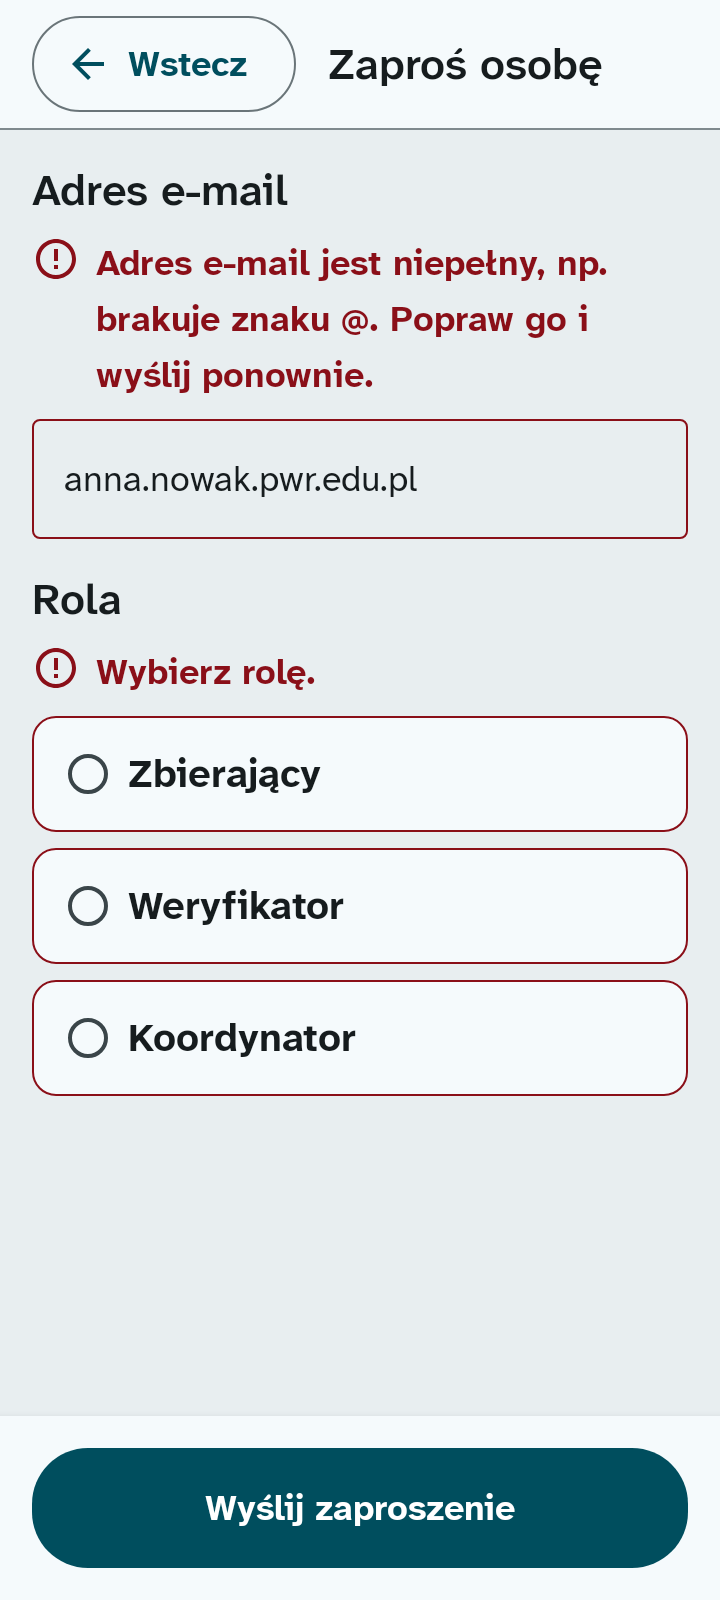 Wstecz
Zaproś osobę
Adres e-mail
Adres e-mail jest niepełny, np.
brakuje znaku @. Popraw go i
wyślij ponownie.
anna.nowak.pwr.edu.pl
Rola
Wybierz rolę.
Zbierający
Weryfikator
Koordynator
Wyślij zaproszenie